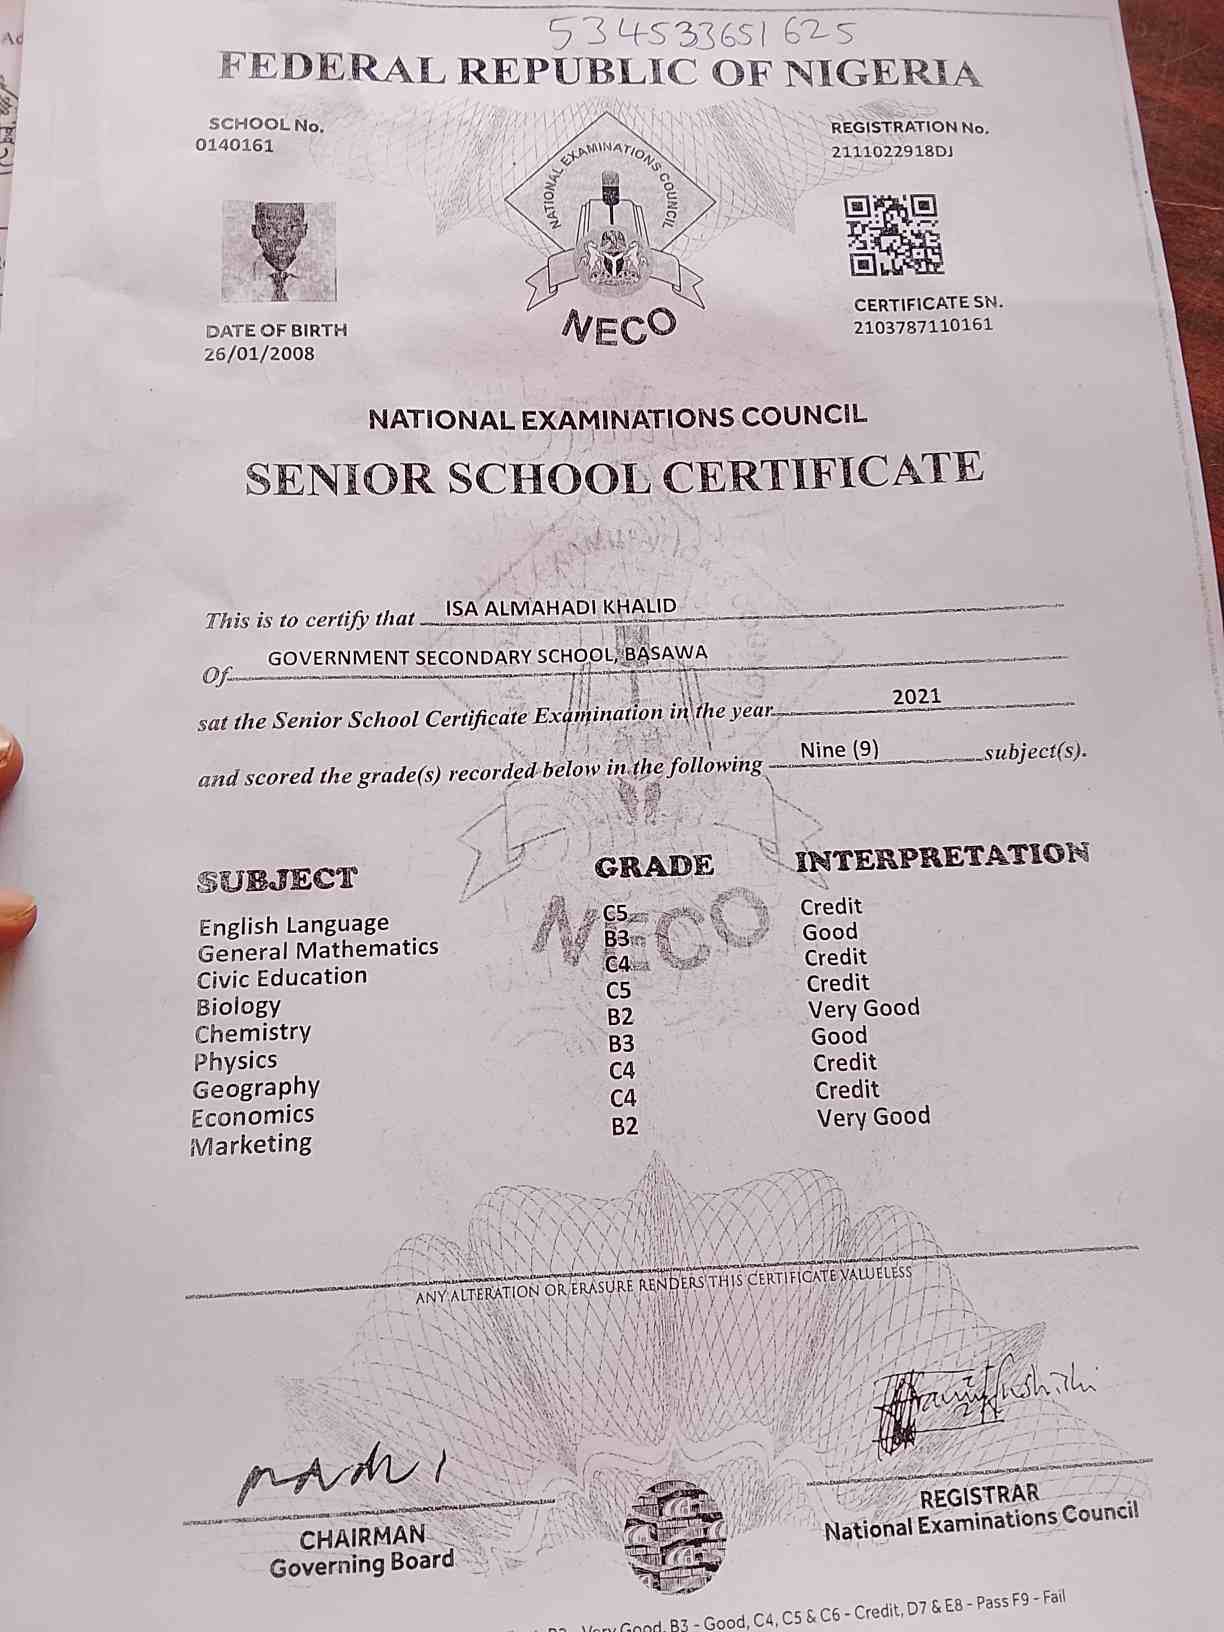 534533651625
FEDERAL REPUBLIC OF NIGERIA
SCHOOL No.
0140161
REGISTRATION No.
2111022918DJ
NATIONAL EXAMINATIONS COUNCIL
NECO
DATE OF BIRTH
26/01/2008
CERTIFICATE SN.
2103787110161
NATIONAL EXAMINATIONS COUNCIL
SENIOR SCHOOL CERTIFICATE
This is to certify that ISA ALMAHADI KHALID
Of GOVERNMENT SECONDARY SCHOOL, BASAWA
sat the Senior School Certificate Examination in the year 2021
and scored the grade(s) recorded below in the following Nine (9) subject(s).
SUBJECT GRADE INTERPRETATION
English Language C5 Credit
General Mathematics B3 Good
Civic Education C4 Credit
Biology C5 Credit
Chemistry B2 Very Good
Physics B3 Good
Geography C4 Credit
Economics C4 Credit
Marketing B2 Very Good
NECO
ANY ALTERATION OR ERASURE RENDERS THIS CERTIFICATE VALUELESS
CHAIRMAN
Governing Board
REGISTRAR
National Examinations Council
Very Good, B3 - Good, C4, C5 & C6 - Credit, D7 & E8 - Pass F9 - Fail